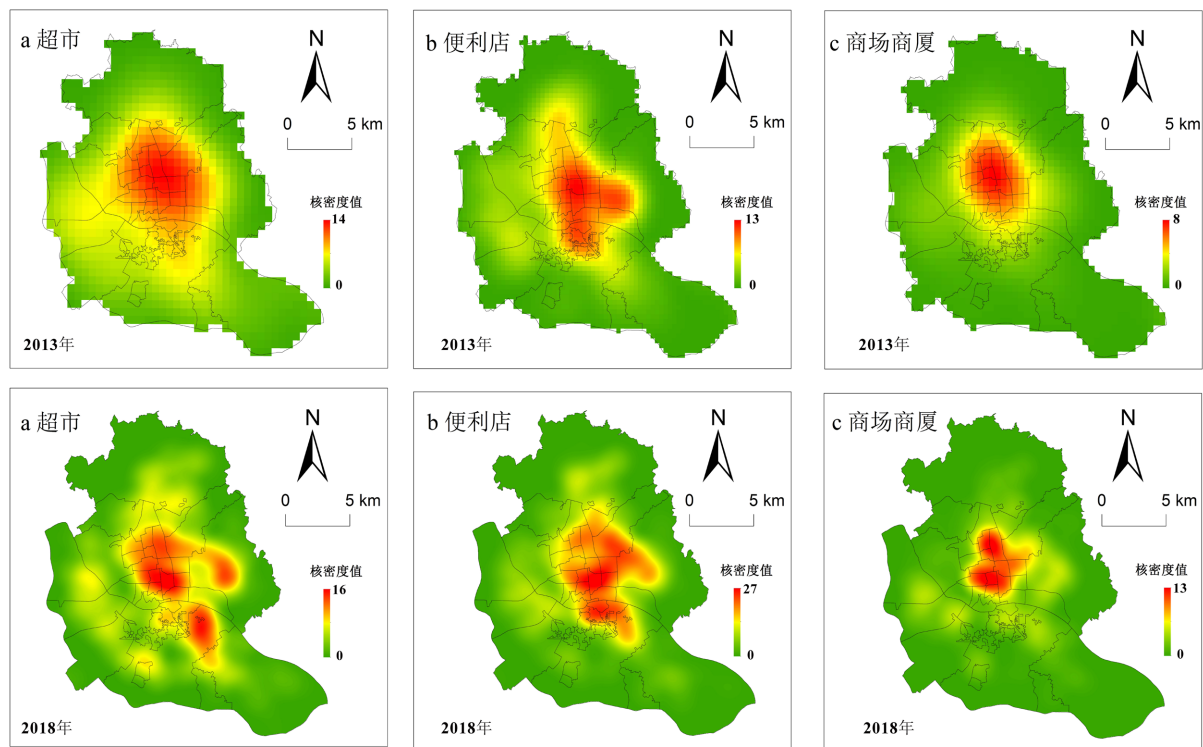 a 超市
N
0 5 km
核密度值
14
0
2013年
b 便利店
N
0 5 km
核密度值
13
0
2013年
c 商场商厦
N
0 5 km
核密度值
8
0
2013年
a 超市
N
0 5 km
核密度值
16
0
2018年
b 便利店
N
0 5 km
核密度值
27
0
2018年
c 商场商厦
N
0 5 km
核密度值
13
0
2018年